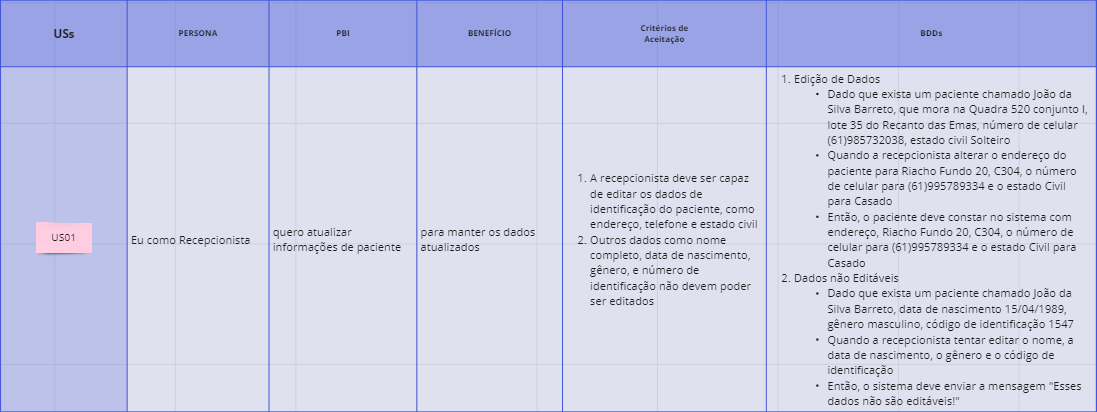 USs
PERSONA
PBI
BENEFÍCIO
Critérios de
Aceitação
BDDs
US01
Eu como Recepcionista
quero atualizar
informações de paciente
para manter os dados
atualizados
1. A recepcionista deve ser capaz
de editar os dados de
identificação do paciente, como
endereço, telefone e estado civil
2. Outros dados como nome
completo, data de nascimento,
gênero, e número de
identificação não devem poder
ser editados
1. Edição de Dados
• Dado que exista um paciente chamado João da
Silva Barreto, que mora na Quadra 520 conjunto I,
lote 35 do Recanto das Emas, número de celular
(61)985732038, estado civil Solteiro
• Quando a recepcionista alterar o endereço do
paciente para Riacho Fundo 20, C304, o número
de celular para (61)995789334 e o estado Civil
para Casado
• Então, o paciente deve constar no sistema com
endereço, Riacho Fundo 20, C304, o número de
celular para (61)995789334 e o estado Civil para
Casado
2. Dados não Editáveis
• Dado que exista um paciente chamado João da
Silva Barreto, data de nascimento 15/04/1989,
gênero masculino, código de identificação 1547
• Quando a recepcionista tentar editar o nome, a
data de nascimento, o gênero e o código de
identificação
• Então, o sistema deve enviar a mensagem "Esses
dados não são editáveis!"